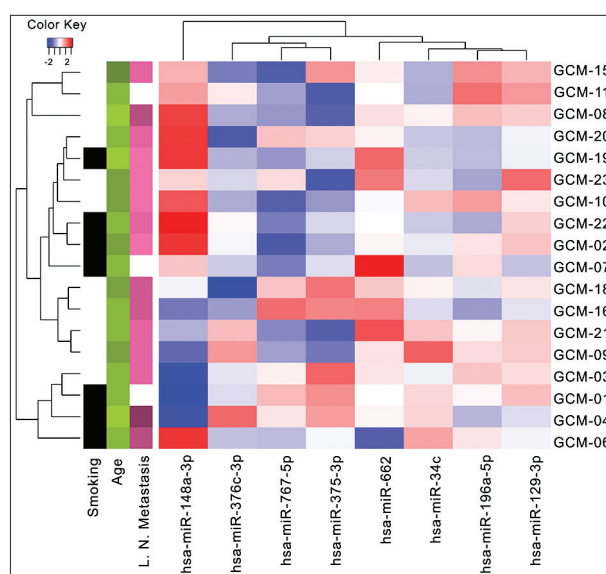 Color Key
-2 2
GCM-15
GCM-11
GCM-08
GCM-20
GCM-19
GCM-23
GCM-10
GCM-22
GCM-02
GCM-07
GCM-18
GCM-16
GCM-21
GCM-09
GCM-03
GCM-01
GCM-04
GCM-06
Smoking
Age
L. N. Metastasis
hsa-miR-148a-3p
hsa-miR-376c-3p
hsa-miR-767-5p
hsa-miR-375-3p
hsa-miR-662
hsa-miR-34c
hsa-miR-196a-5p
hsa-miR-129-3p